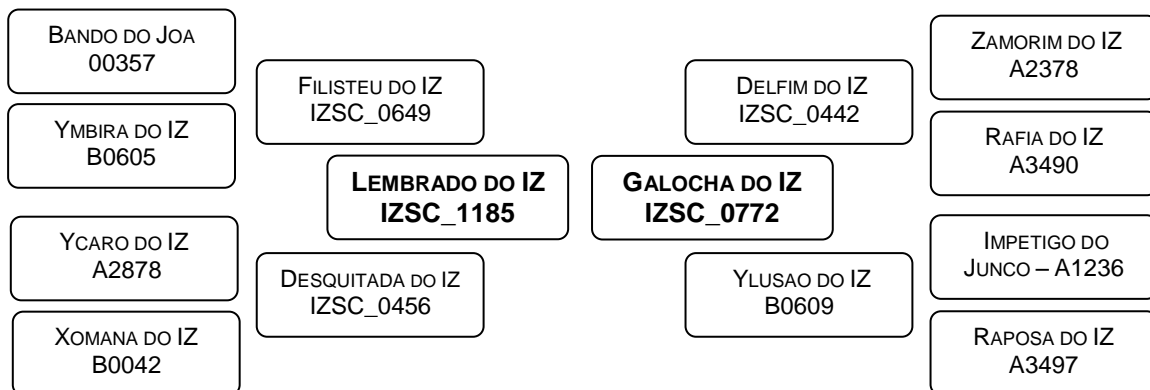 BANDO DO JOA
00357
YMBIRA DO IZ
B0605
YCARO DO IZ
A2878
XOMANA DO IZ
B0042
FILISTEU DO IZ
IZSC_0649
DESQUITADA DO IZ
IZSC_0456
LEMBRADO DO IZ
IZSC_1185
GALOCHA DO IZ
IZSC_0772
DELFIM DO IZ
IZSC_0442
YLUSAO DO IZ
B0609
ZAMORIM DO IZ
A2378
RAFIA DO IZ
A3490
IMPETIGO DO
JUNCO – A1236
RAPOSA DO IZ
A3497